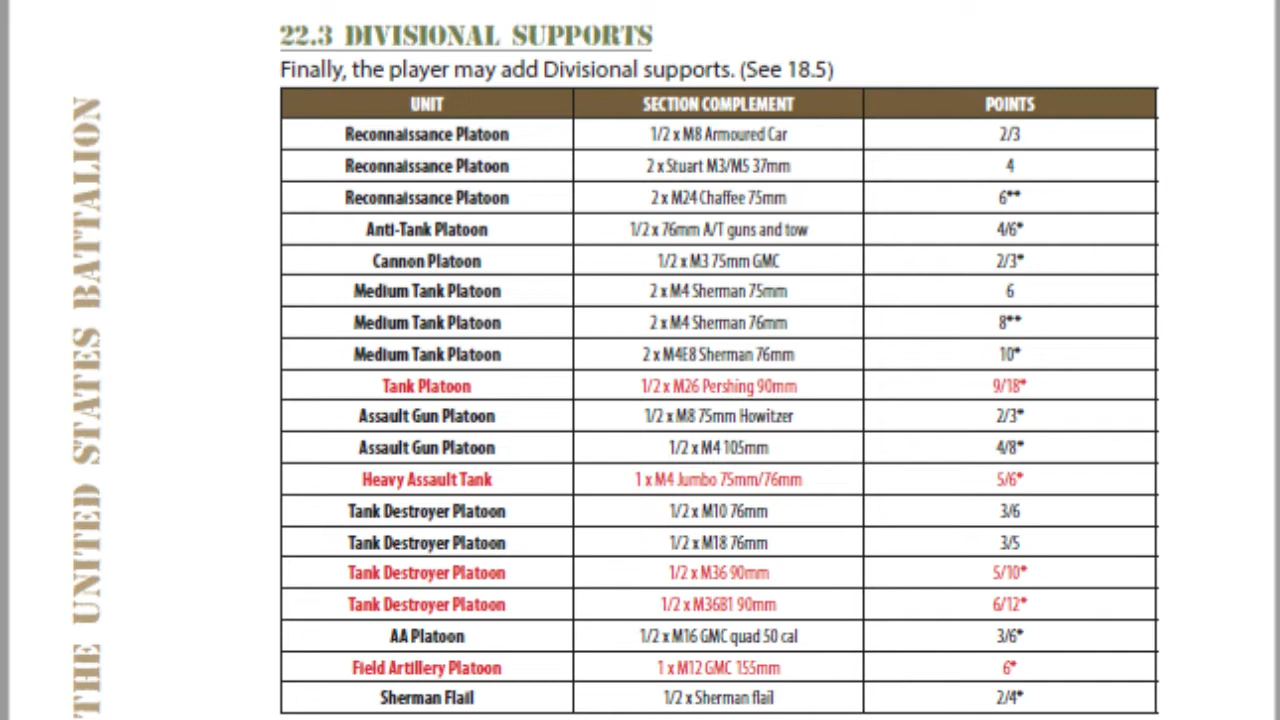 THE UNITED STATES BATTALION
22.3 DIVISIONAL SUPPORTS
Finally, the player may add Divisional supports. (See 18.5)
UNIT SECTION COMPLEMENT POINTS
Reconnaissance Platoon 1/2 x M8 Armoured Car 2/3
Reconnaissance Platoon 2 x Stuart M3/M5 37mm 4
Reconnaissance Platoon 2 x M24 Chaffee 75mm 6**
Anti-Tank Platoon 1/2 x 76mm A/T guns and tow 4/6*
Cannon Platoon 1/2 x M3 75mm GMC 2/3*
Medium Tank Platoon 2 x M4 Sherman 75mm 6
Medium Tank Platoon 2 x M4 Sherman 76mm 8**
Medium Tank Platoon 2 x M4E8 Sherman 76mm 10*
Tank Platoon 1/2 x M26 Pershing 90mm 9/18*
Assault Gun Platoon 1/2 x M8 75mm Howitzer 2/3*
Assault Gun Platoon 1/2 x M4 105mm 4/8*
Heavy Assault Tank 1 x M4 Jumbo 75mm/76mm 5/6*
Tank Destroyer Platoon 1/2 x M10 76mm 3/6
Tank Destroyer Platoon 1/2 x M18 76mm 3/5
Tank Destroyer Platoon 1/2 x M36 90mm 5/10*
Tank Destroyer Platoon 1/2 x M36B1 90mm 6/12*
AA Platoon 1/2 x M16 GMC quad 50 cal 3/6*
Field Artillery Platoon 1 x M12 GMC 155mm 6*
Sherman Flail 1/2 x Sherman flail 2/4*